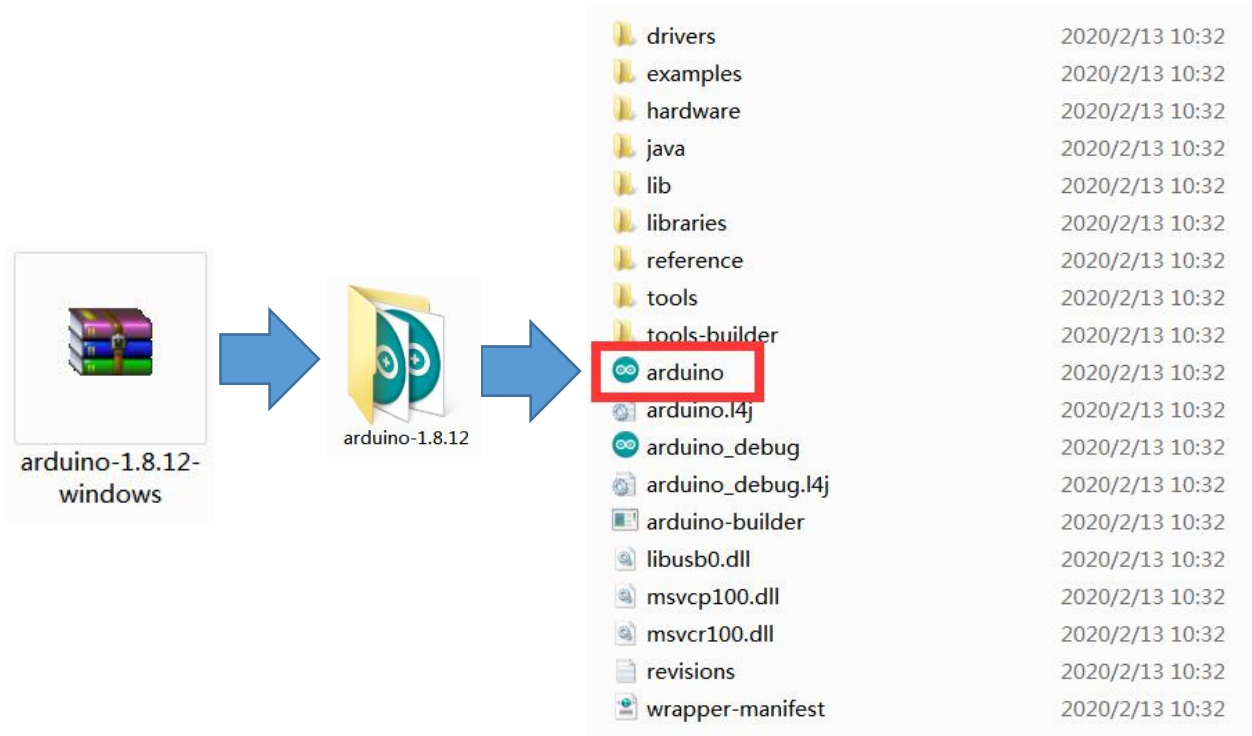 arduino-1.8.12-
windows
arduino-1.8.12
drivers 2020/2/13 10:32
examples 2020/2/13 10:32
hardware 2020/2/13 10:32
java 2020/2/13 10:32
lib 2020/2/13 10:32
libraries 2020/2/13 10:32
reference 2020/2/13 10:32
tools 2020/2/13 10:32
tools-builder 2020/2/13 10:32
arduino 2020/2/13 10:32
arduino.l4j 2020/2/13 10:32
arduino_debug 2020/2/13 10:32
arduino_debug.l4j 2020/2/13 10:32
arduino-builder 2020/2/13 10:32
libusb0.dll 2020/2/13 10:32
msvcp100.dll 2020/2/13 10:32
msvcr100.dll 2020/2/13 10:32
revisions 2020/2/13 10:32
wrapper-manifest 2020/2/13 10:32